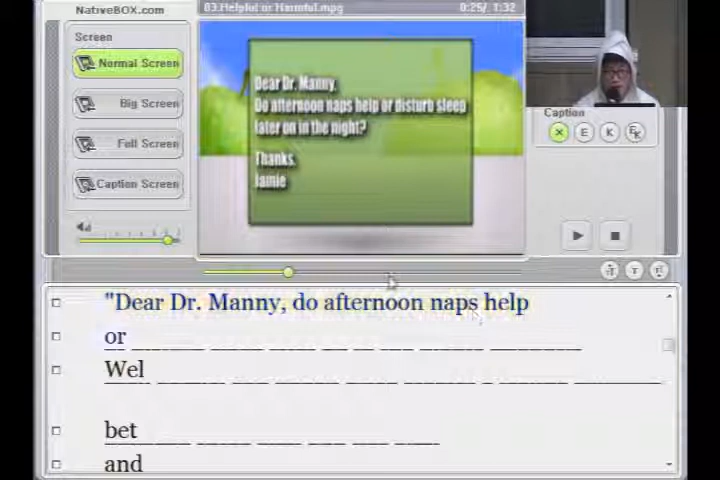 NativeBOX.com
03.Helpful or Harmful.mpg
0:25/ 1:32
Screen
Normal Screen
Big Screen
Full Screen
Caption Screen
Dear Dr. Manny,
Do afternoon naps help or disturb sleep
later on in the night?
Thanks,
Jamie
Caption
X E K EK
T T T
"Dear Dr. Manny, do afternoon naps help
or
Wel
bet
and